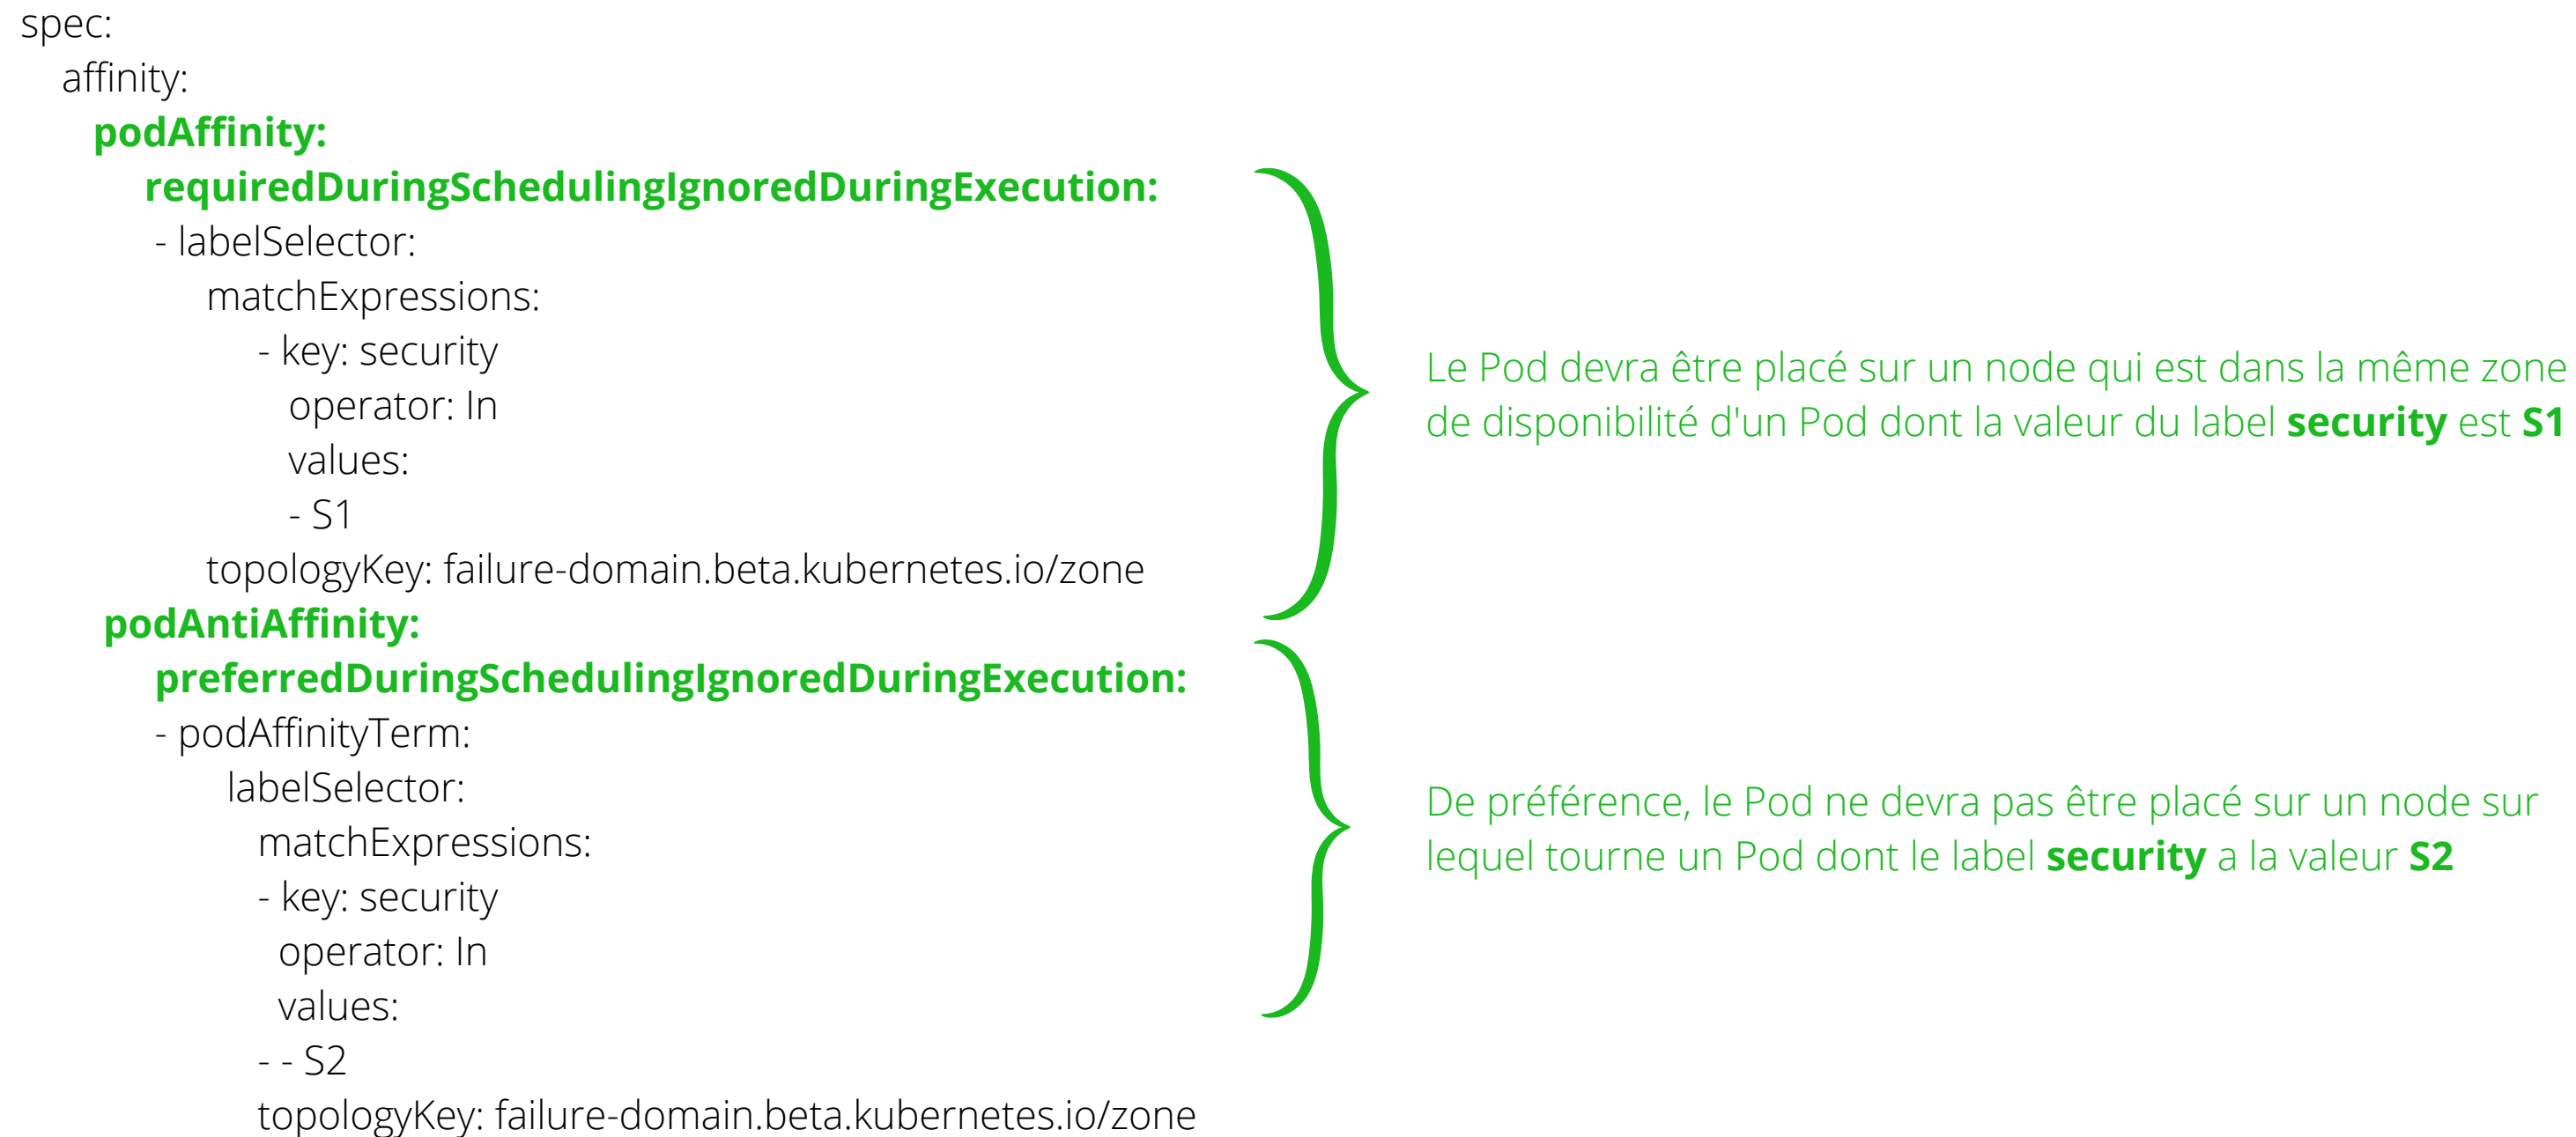 spec:
affinity:
podAffinity:
requiredDuringSchedulingIgnoredDuringExecution:
- labelSelector:
matchExpressions:
- key: security
operator: In
values:
- S1
topologyKey: failure-domain.beta.kubernetes.io/zone
podAntiAffinity:
preferredDuringSchedulingIgnoredDuringExecution:
- podAffinityTerm:
labelSelector:
matchExpressions:
- key: security
operator: In
values:
- - S2
topologyKey: failure-domain.beta.kubernetes.io/zone
Le Pod devra être placé sur un node qui est dans la même zone
de disponibilité d'un Pod dont la valeur du label security est S1
De préférence, le Pod ne devra pas être placé sur un node sur
lequel tourne un Pod dont le label security a la valeur S2